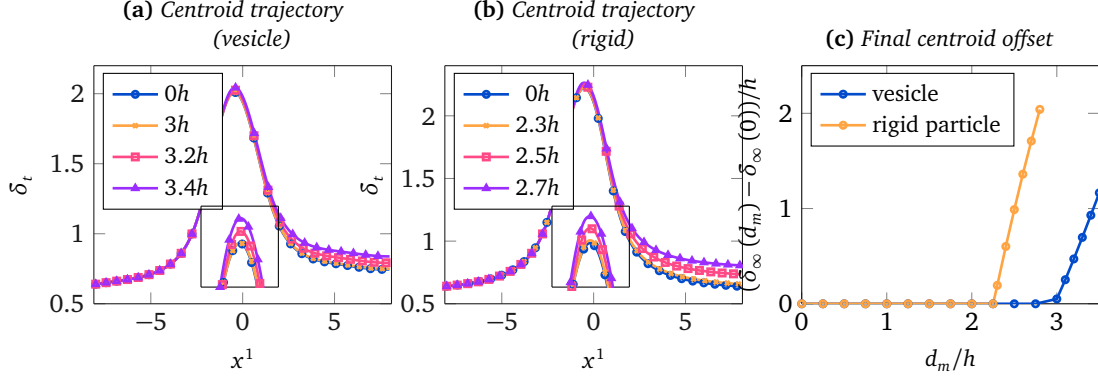 (a) Centroid trajectory
(vesicle)
2
1.5
1
0.5
δt
−5
0
5
x¹
0h
3h
3.2h
3.4h
(b) Centroid trajectory
(rigid)
2
1.5
1
0.5
δt
−5
0
5
x¹
0h
2.3h
2.5h
2.7h
(c) Final centroid offset
(δ∞ (dm) − δ∞ (0))/h
2
1
0
0
1
2
3
dm/h
vesicle
rigid particle